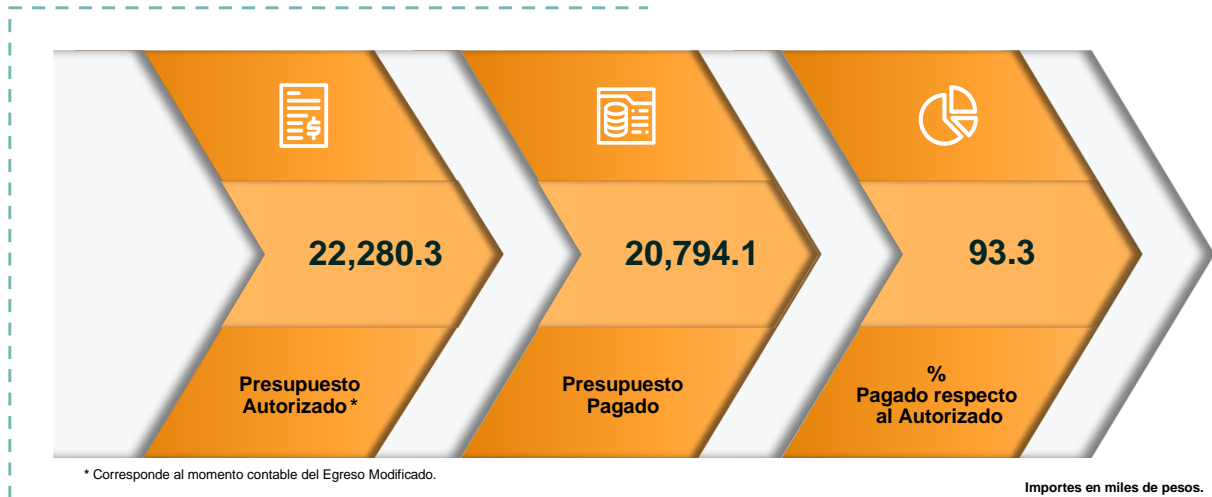 22,280.3
20,794.1
93.3
Presupuesto
Autorizado *
Presupuesto
Pagado
%
Pagado respecto
al Autorizado
* Corresponde al momento contable del Egreso Modificado.
Importes en miles de pesos.